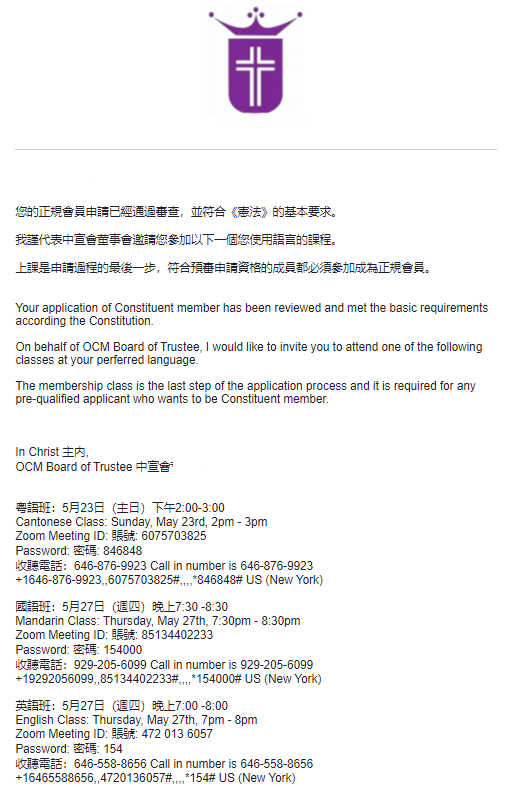 您的正規會員申請已經通過審查，並符合《憲法》的基本要求。
我謹代表中宣會董事會邀請您參加以下一個您使用語言的課程。
上課是申請過程的最後一步，符合預審申請資格的成員都必須參加成為正規會員。
Your application of Constituent member has been reviewed and met the basic requirements
according the Constitution.
On behalf of OCM Board of Trustee, I would like to invite you to attend one of the following
classes at your perferred language.
The membership class is the last step of the application process and it is required for any
pre-qualified applicant who wants to be Constituent member.
In Christ 主内,
OCM Board of Trustee 中宣會
粵語班：5月23日（主日）下午2:00-3:00
Cantonese Class: Sunday, May 23rd, 2pm - 3pm
Zoom Meeting ID: 賬號: 6075703825
Password: 密碼: 846848
收聽電話：646-876-9923 Call in number is 646-876-9923
+1646-876-9923,,6075703825#,,,,*846848# US (New York)
國語班：5月27日（週四）晚上7:30 -8:30
Mandarin Class: Thursday, May 27th, 7:30pm - 8:30pm
Zoom Meeting ID: 賬號: 85134402233
Password: 密碼: 154000
收聽電話：929-205-6099 Call in number is 929-205-6099
+19292056099,,85134402233#,,,,*154000# US (New York)
英語班：5月27日（週四）晚上7:00 -8:00
English Class: Thursday, May 27th, 7pm - 8pm
Zoom Meeting ID: 賬號: 472 013 6057
Password: 密碼: 154
收聽電話：646-558-8656 Call in number is 646-558-8656
+16465588656,,4720136057#,,,,*154# US (New York)